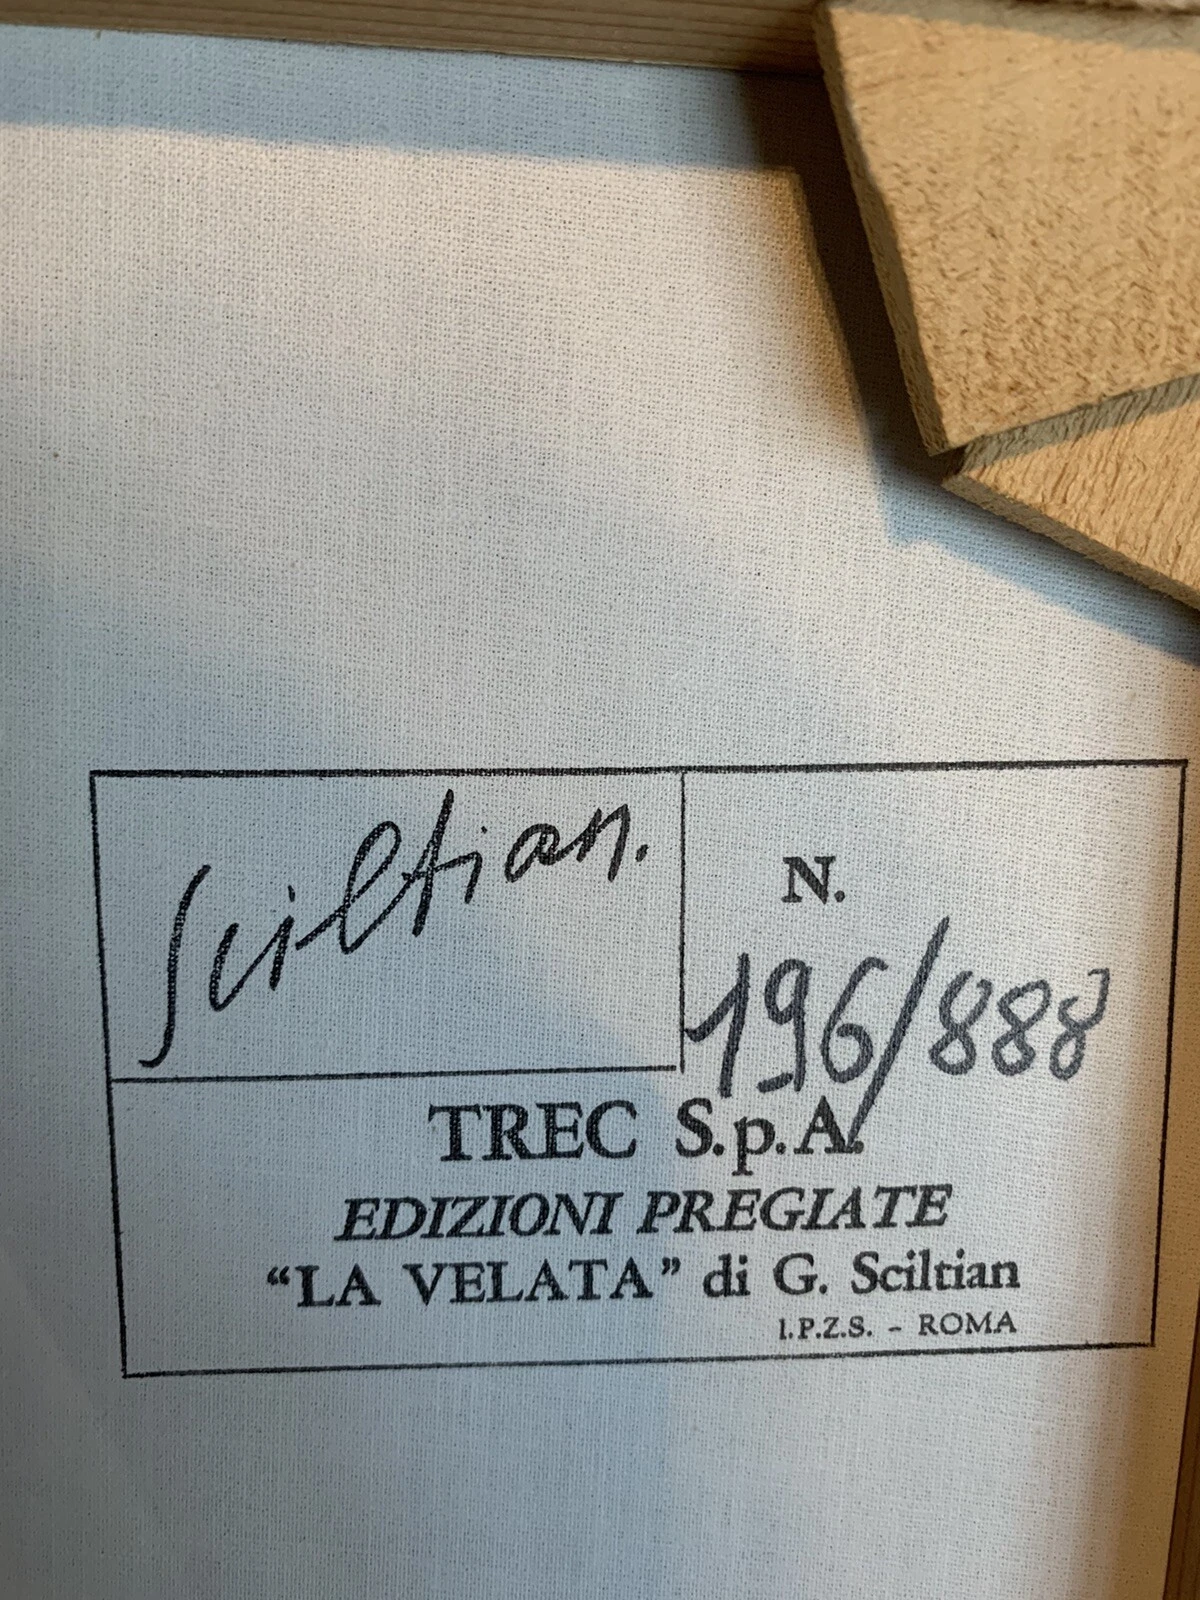 Sciltian.
N.
196/888
TREC S.p.A.
EDIZIONI PREGIATE
“LA VELATA” di G. Sciltian
I.P.Z.S. - ROMA